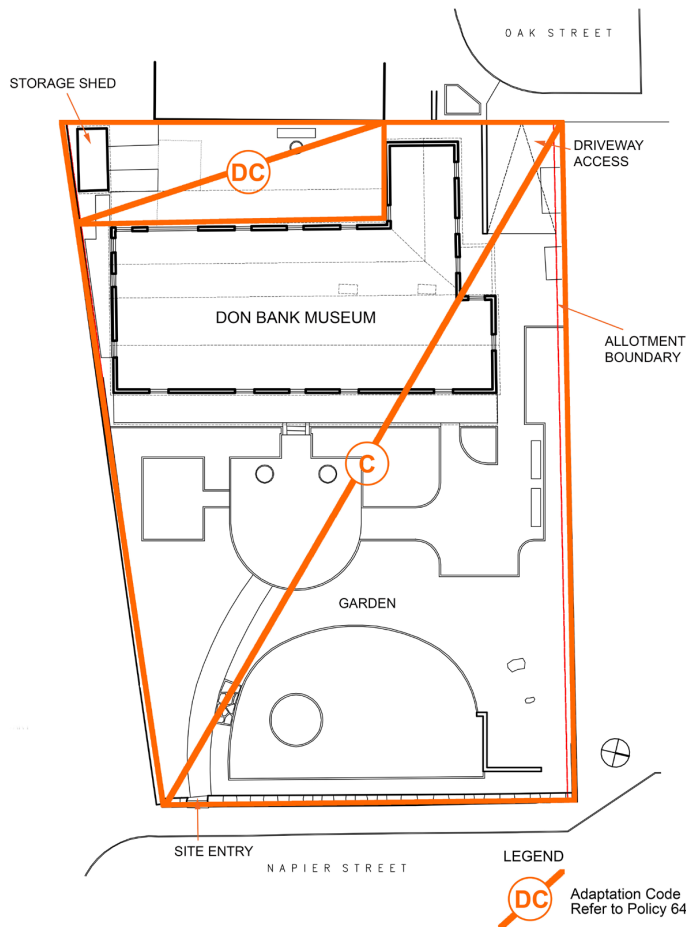 OAK STREET
STORAGE SHED
DRIVEWAY
ACCESS
DC
DON BANK MUSEUM
ALLOTMENT
BOUNDARY
C
GARDEN
SITE ENTRY
NAPIER STREET
LEGEND
DC
Adaptation Code
Refer to Policy 64